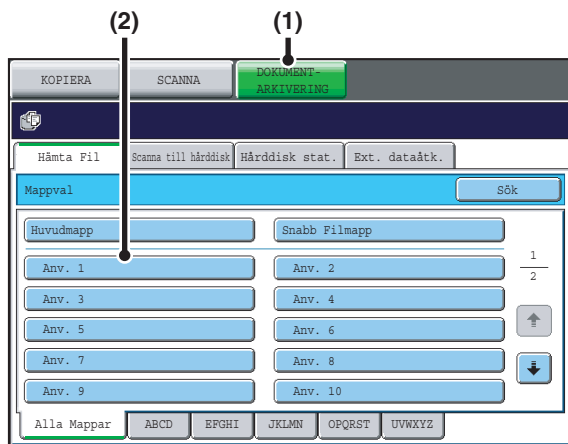 (2) (1)
KOPIERA SCANNA DOKUMENT-
ARKIVERING
Hämta Fil Scanna till hårddisk Hårddisk stat. Ext. dataåtk.
Mappval Sök
Huvudmapp Snabb Filmapp
Anv. 1 Anv. 2 1
2
Anv. 3 Anv. 4
Anv. 5 Anv. 6
Anv. 7 Anv. 8
Anv. 9 Anv. 10
Alla Mappar ABCD EFGHI JKLMN OPQRST UVWXYZ